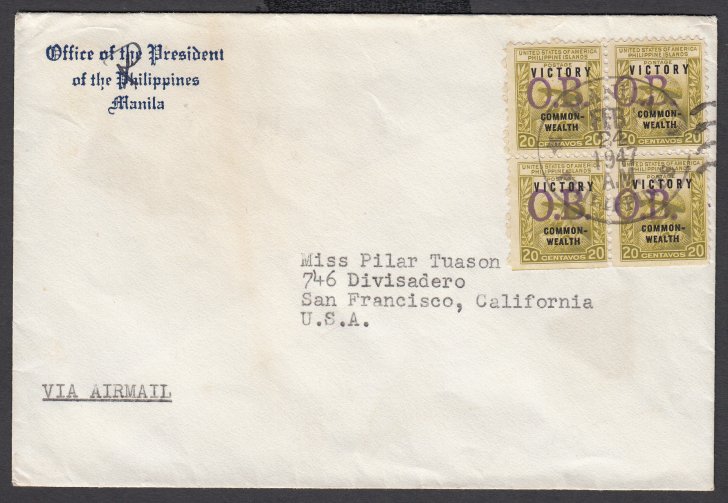 Office of the President
of the Philippines
Manila
UNITED STATES OF AMERICA
PHILIPPINE ISLANDS
POSTAGE
VICTORY
O.B.
COMMON-
WEALTH
20 CENTAVOS 20
UNITED STATES OF AMERICA
PHILIPPINE ISLANDS
POSTAGE
VICTORY
O.B.
COMMON-
WEALTH
20 CENTAVOS 20
UNITED STATES OF AMERICA
PHILIPPINE ISLANDS
VICTORY
O.B.
COMMON-
WEALTH
20 CENTAVOS 20
UNITED STATES OF AMERICA
PHILIPPINE ISLANDS
VICTORY
O.B.
COMMON-
WEALTH
20 CENTAVOS 20
FEB
24
1947
A.M.
Miss Pilar Tuason
746 Divisadero
San Francisco, California
U.S.A.
VIA AIRMAIL